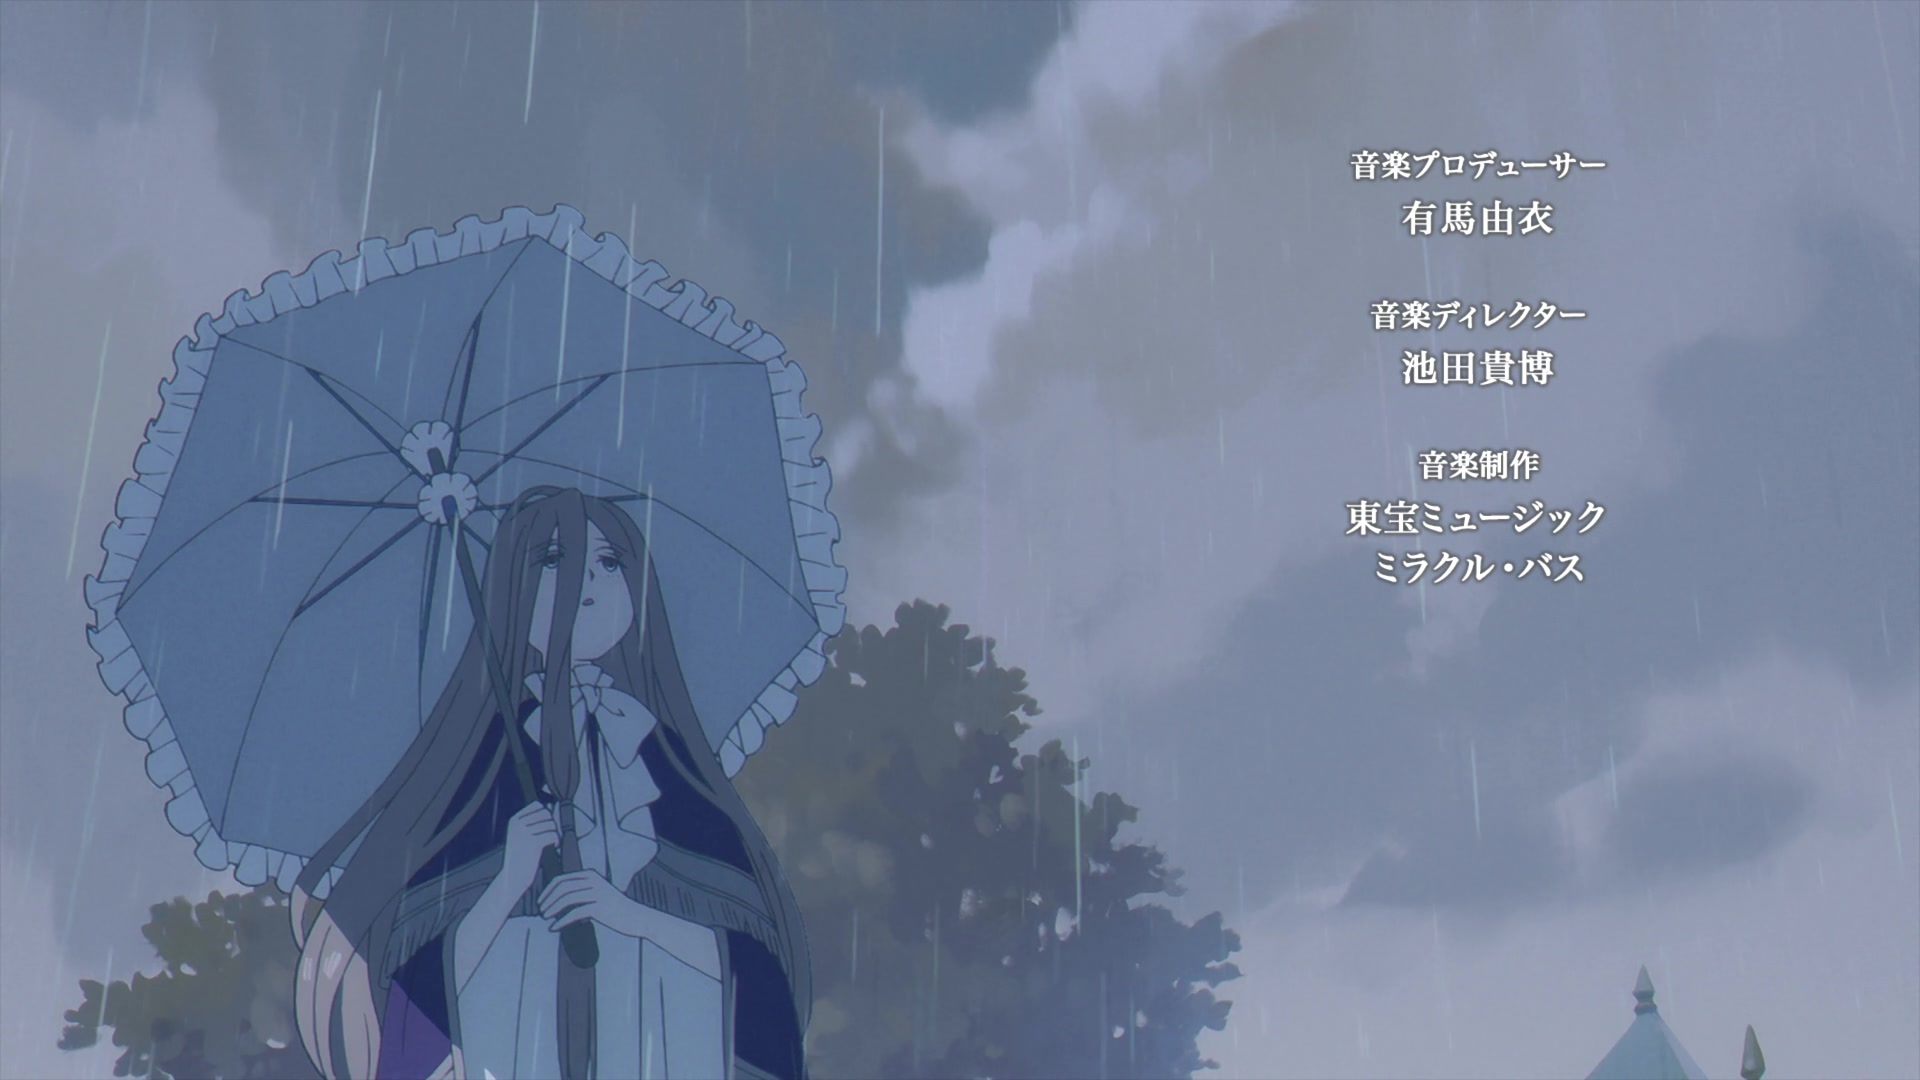 音楽プロデューサー
有馬由衣
音楽ディレクター
池田貴博
音楽制作
東宝ミュージック
ミラクル・バス